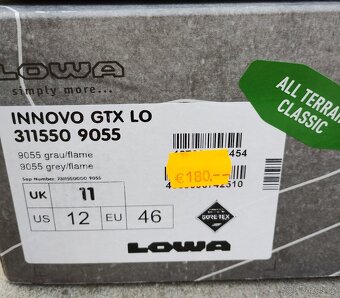 LOWA
simply more...
ALL TERRAIN
CLASSIC
INNOVO GTX LO
311550 9055
9055 grau/flame
9055 grey/flame
454
€180,--
UK 11
US 12 EU 46
GORE-TEX
LOWA